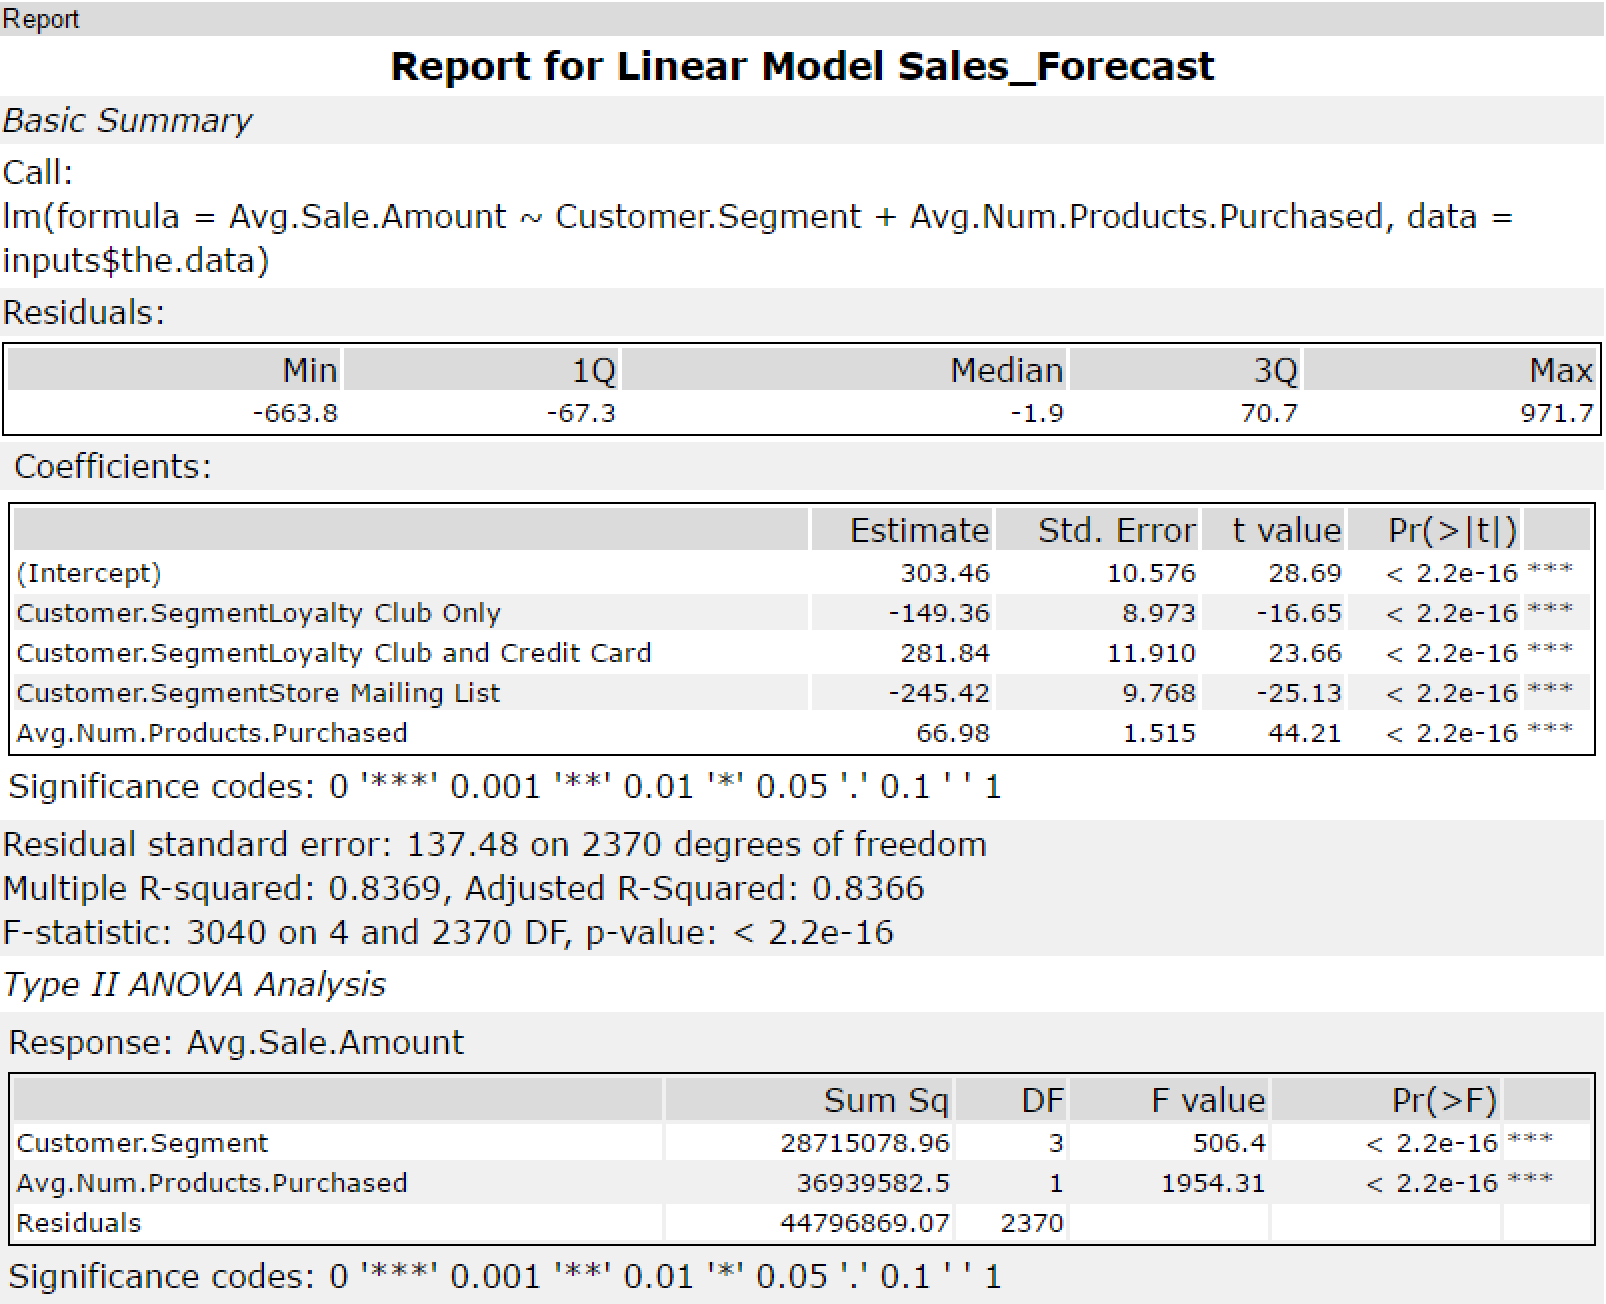 Report
Report for Linear Model Sales_Forecast
Basic Summary
Call:
lm(formula = Avg.Sale.Amount ~ Customer.Segment + Avg.Num.Products.Purchased, data =
inputs$the.data)
Residuals:
Min 1Q Median 3Q Max
-663.8 -67.3 -1.9 70.7 971.7
Coefficients:
Estimate Std. Error t value Pr(>|t|)
(Intercept) 303.46 10.576 28.69 < 2.2e-16 ***
Customer.SegmentLoyalty Club Only -149.36 8.973 -16.65 < 2.2e-16 ***
Customer.SegmentLoyalty Club and Credit Card 281.84 11.910 23.66 < 2.2e-16 ***
Customer.SegmentStore Mailing List -245.42 9.768 -25.13 < 2.2e-16 ***
Avg.Num.Products.Purchased 66.98 1.515 44.21 < 2.2e-16 ***
Significance codes: 0 '***' 0.001 '**' 0.01 '*' 0.05 '.' 0.1 ' ' 1
Residual standard error: 137.48 on 2370 degrees of freedom
Multiple R-squared: 0.8369, Adjusted R-Squared: 0.8366
F-statistic: 3040 on 4 and 2370 DF, p-value: < 2.2e-16
Type II ANOVA Analysis
Response: Avg.Sale.Amount
Sum Sq DF F value Pr(>F)
Customer.Segment 28715078.96 3 506.4 < 2.2e-16 ***
Avg.Num.Products.Purchased 36939582.5 1 1954.31 < 2.2e-16 ***
Residuals 44796869.07 2370
Significance codes: 0 '***' 0.001 '**' 0.01 '*' 0.05 '.' 0.1 ' ' 1